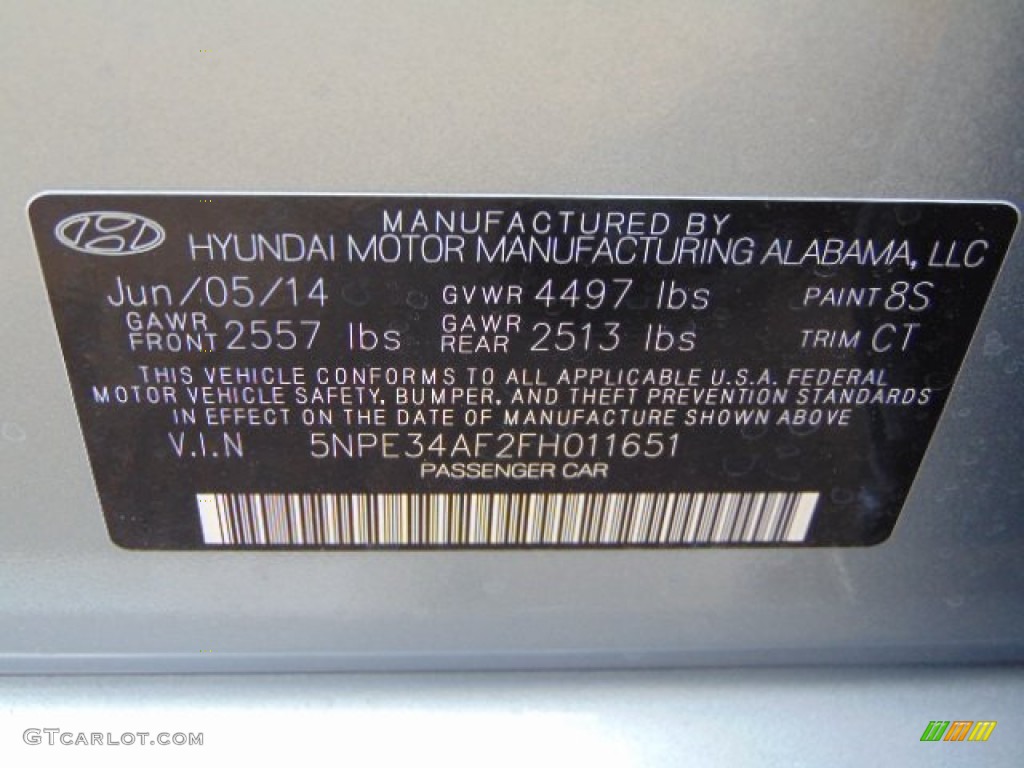 MANUFACTURED BY
HYUNDAI MOTOR MANUFACTURING ALABAMA, LLC
Jun/05/14 GVWR 4497 lbs PAINT 8S
GAWR FRONT 2557 lbs GAWR REAR 2513 lbs TRIM CT
THIS VEHICLE CONFORMS TO ALL APPLICABLE U.S.A. FEDERAL
MOTOR VEHICLE SAFETY, BUMPER, AND THEFT PREVENTION STANDARDS
IN EFFECT ON THE DATE OF MANUFACTURE SHOWN ABOVE
V.I.N 5NPE34AF2FH011651
PASSENGER CAR
GTCARLOT.COM